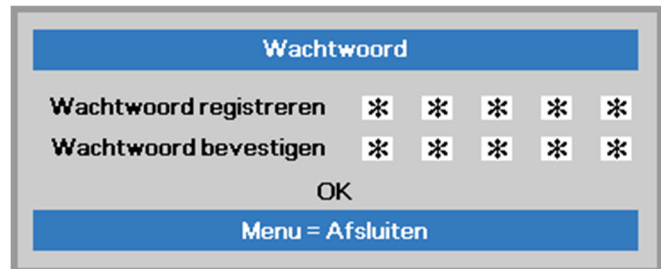 Wachtwoord
Wachtwoord registreren * * * * *
Wachtwoord bevestigen * * * * *
OK
Menu = Afsluiten